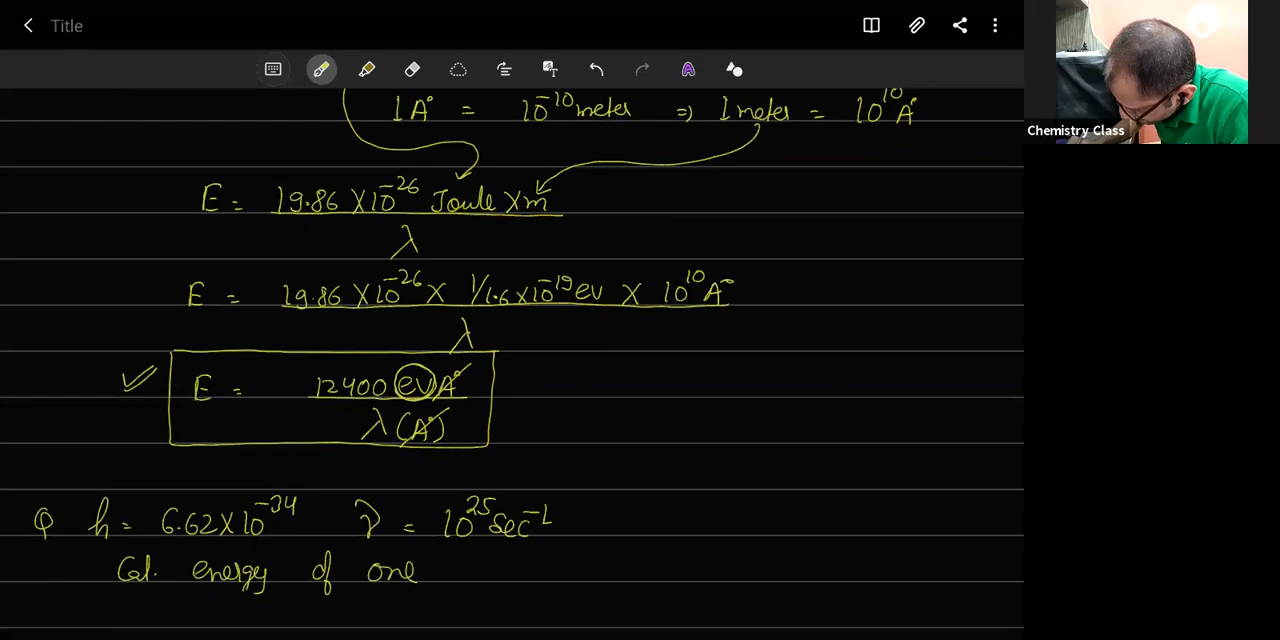 Title
1 A° = 10⁻¹⁰ meter ⇒ 1 meter = 10¹⁰ A°
Chemistry Class
E = 19.86 X 10⁻²⁶ Joule X m
λ
E = 19.86 X 10⁻²⁶ X 1/1.6 x 10⁻¹⁹ ev X 10¹⁰ A°
λ
E = 12400 ev A°
λ (A°)
Q h = 6.62 X 10⁻³⁴ ν = 10²⁵ Sec⁻¹
Cal. energy of one